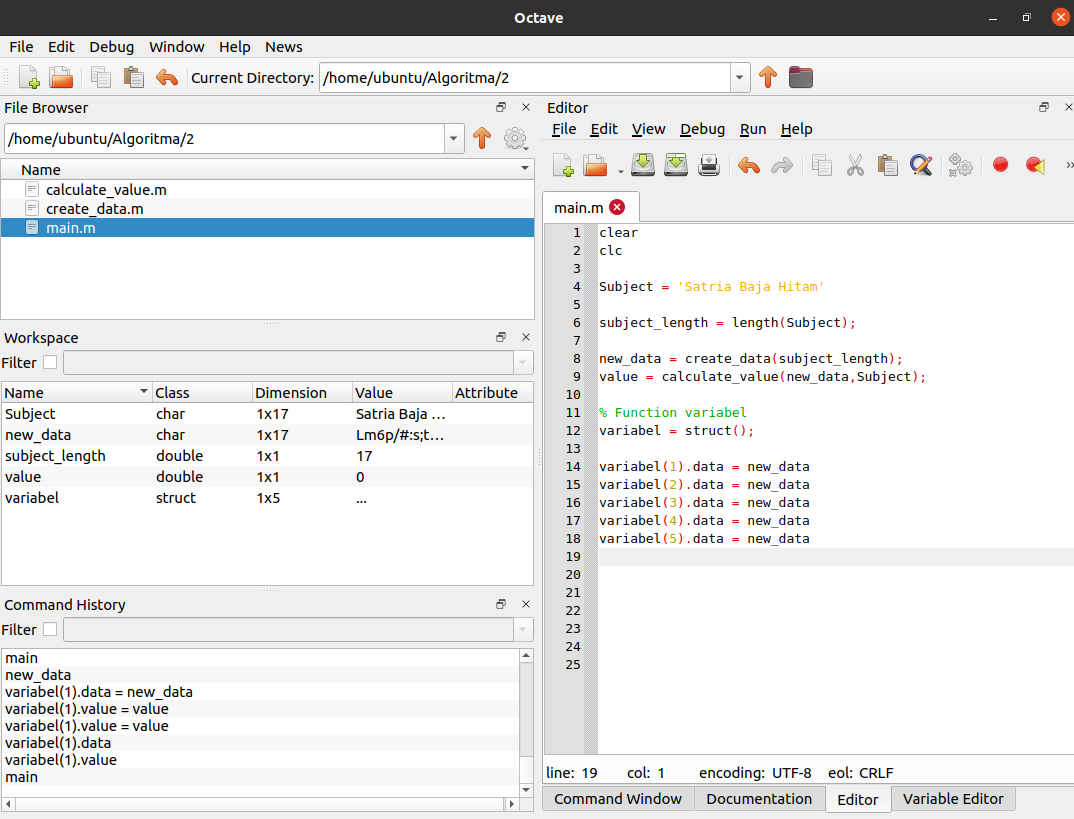 Octave
File Edit Debug Window Help News
Current Directory: /home/ubuntu/Algoritma/2
File Browser
/home/ubuntu/Algoritma/2
Name
calculate_value.m
create_data.m
main.m
Workspace
Filter
Name Class Dimension Value Attribute
Subject char 1x17 Satria Baja ...
new_data char 1x17 Lm6p/#:s;t...
subject_length double 1x1 17
value double 1x1 0
variabel struct 1x5 ...
Command History
Filter
main
new_data
variabel(1).data = new_data
variabel(1).value = value
variabel(1).value = value
variabel(1).data
variabel(1).value
main
Editor
File Edit View Debug Run Help
main.m
1 clear
2 clc
3
4 Subject = 'Satria Baja Hitam'
5
6 subject_length = length(Subject);
7
8 new_data = create_data(subject_length);
9 value = calculate_value(new_data,Subject);
10
11 % Function variabel
12 variabel = struct();
13
14 variabel(1).data = new_data
15 variabel(2).data = new_data
16 variabel(3).data = new_data
17 variabel(4).data = new_data
18 variabel(5).data = new_data
19
20
21
22
23
24
25
line: 19 col: 1 encoding: UTF-8 eol: CRLF
Command Window Documentation Editor Variable Editor